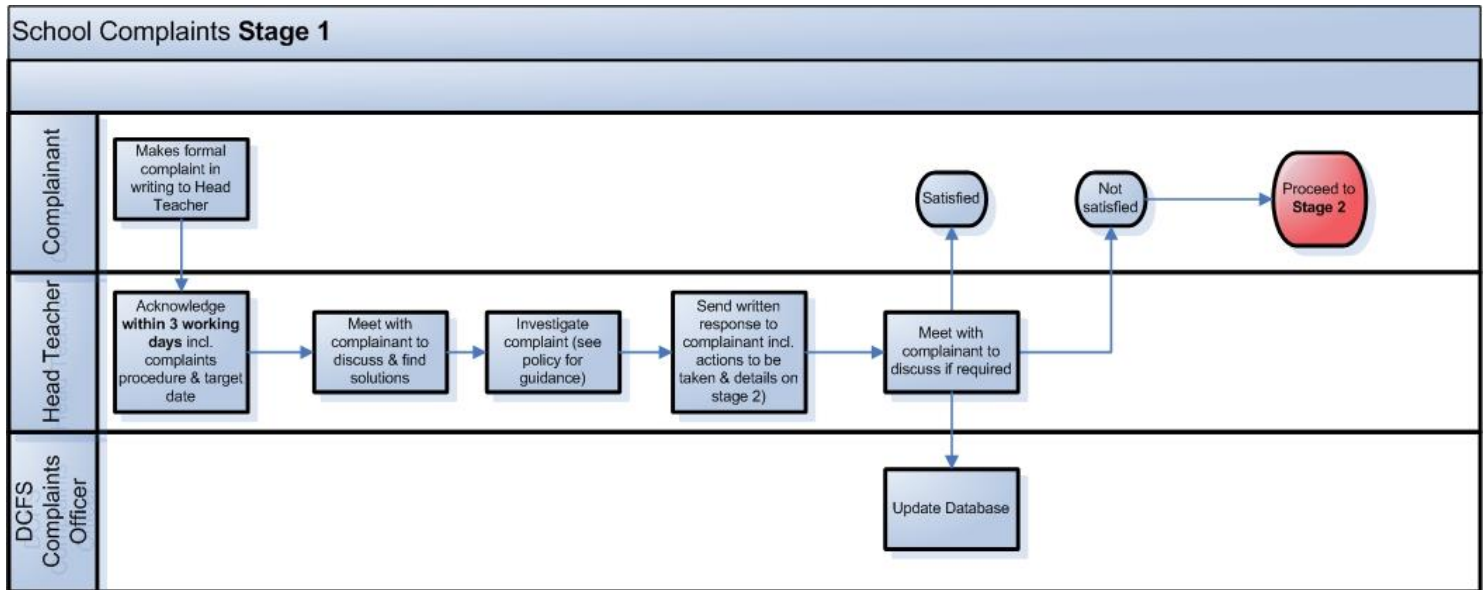 School Complaints Stage 1
Complainant
Makes formal
complaint in
writing to Head
Teacher
Satisfied
Not
satisfied
Proceed to
Stage 2
Head Teacher
Acknowledge
within 3 working
days incl.
complaints
procedure & target
date
Meet with
complainant to
discuss & find
solutions
Investigate
complaint (see
policy for
guidance)
Send written
response to
complainant incl.
actions to be
taken & details on
stage 2)
Meet with
complainant to
discuss if required
DCFS
Complaints
Officer
Update Database